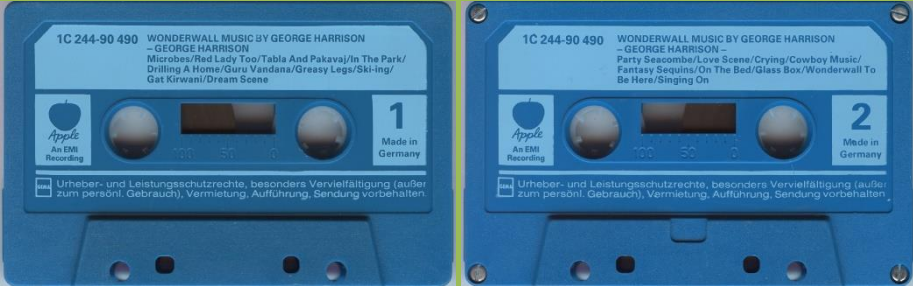 1C 244-90 490 WONDERWALL MUSIC BY GEORGE HARRISON
– GEORGE HARRISON
Microbes/Red Lady Too/Tabla And Pakavaj/In The Park/
Drilling A Home/Guru Vandana/Greasy Legs/Ski-ing/
Gat Kirwani/Dream Scene
Apple
An EMI
Recording
100 50 0
1
Made in
Germany
GEMA
Urheber- und Leistungsschutzrechte, besonders Vervielfältigung (außer
zum persönl. Gebrauch), Vermietung, Aufführung, Sendung vorbehalten
1C 244-90 490 WONDERWALL MUSIC BY GEORGE HARRISON
– GEORGE HARRISON –
Party Seacombe/Love Scene/Crying/Cowboy Music/
Fantasy Sequins/On The Bed/Glass Box/Wonderwall To
Be Here/Singing On
Apple
An EMI
Recording
100 50 0
2
Made in
Germany
GEMA
Urheber- und Leistungsschutzrechte, besonders Vervielfältigung (außer
zum persönl. Gebrauch), Vermietung, Aufführung, Sendung vorbehalten